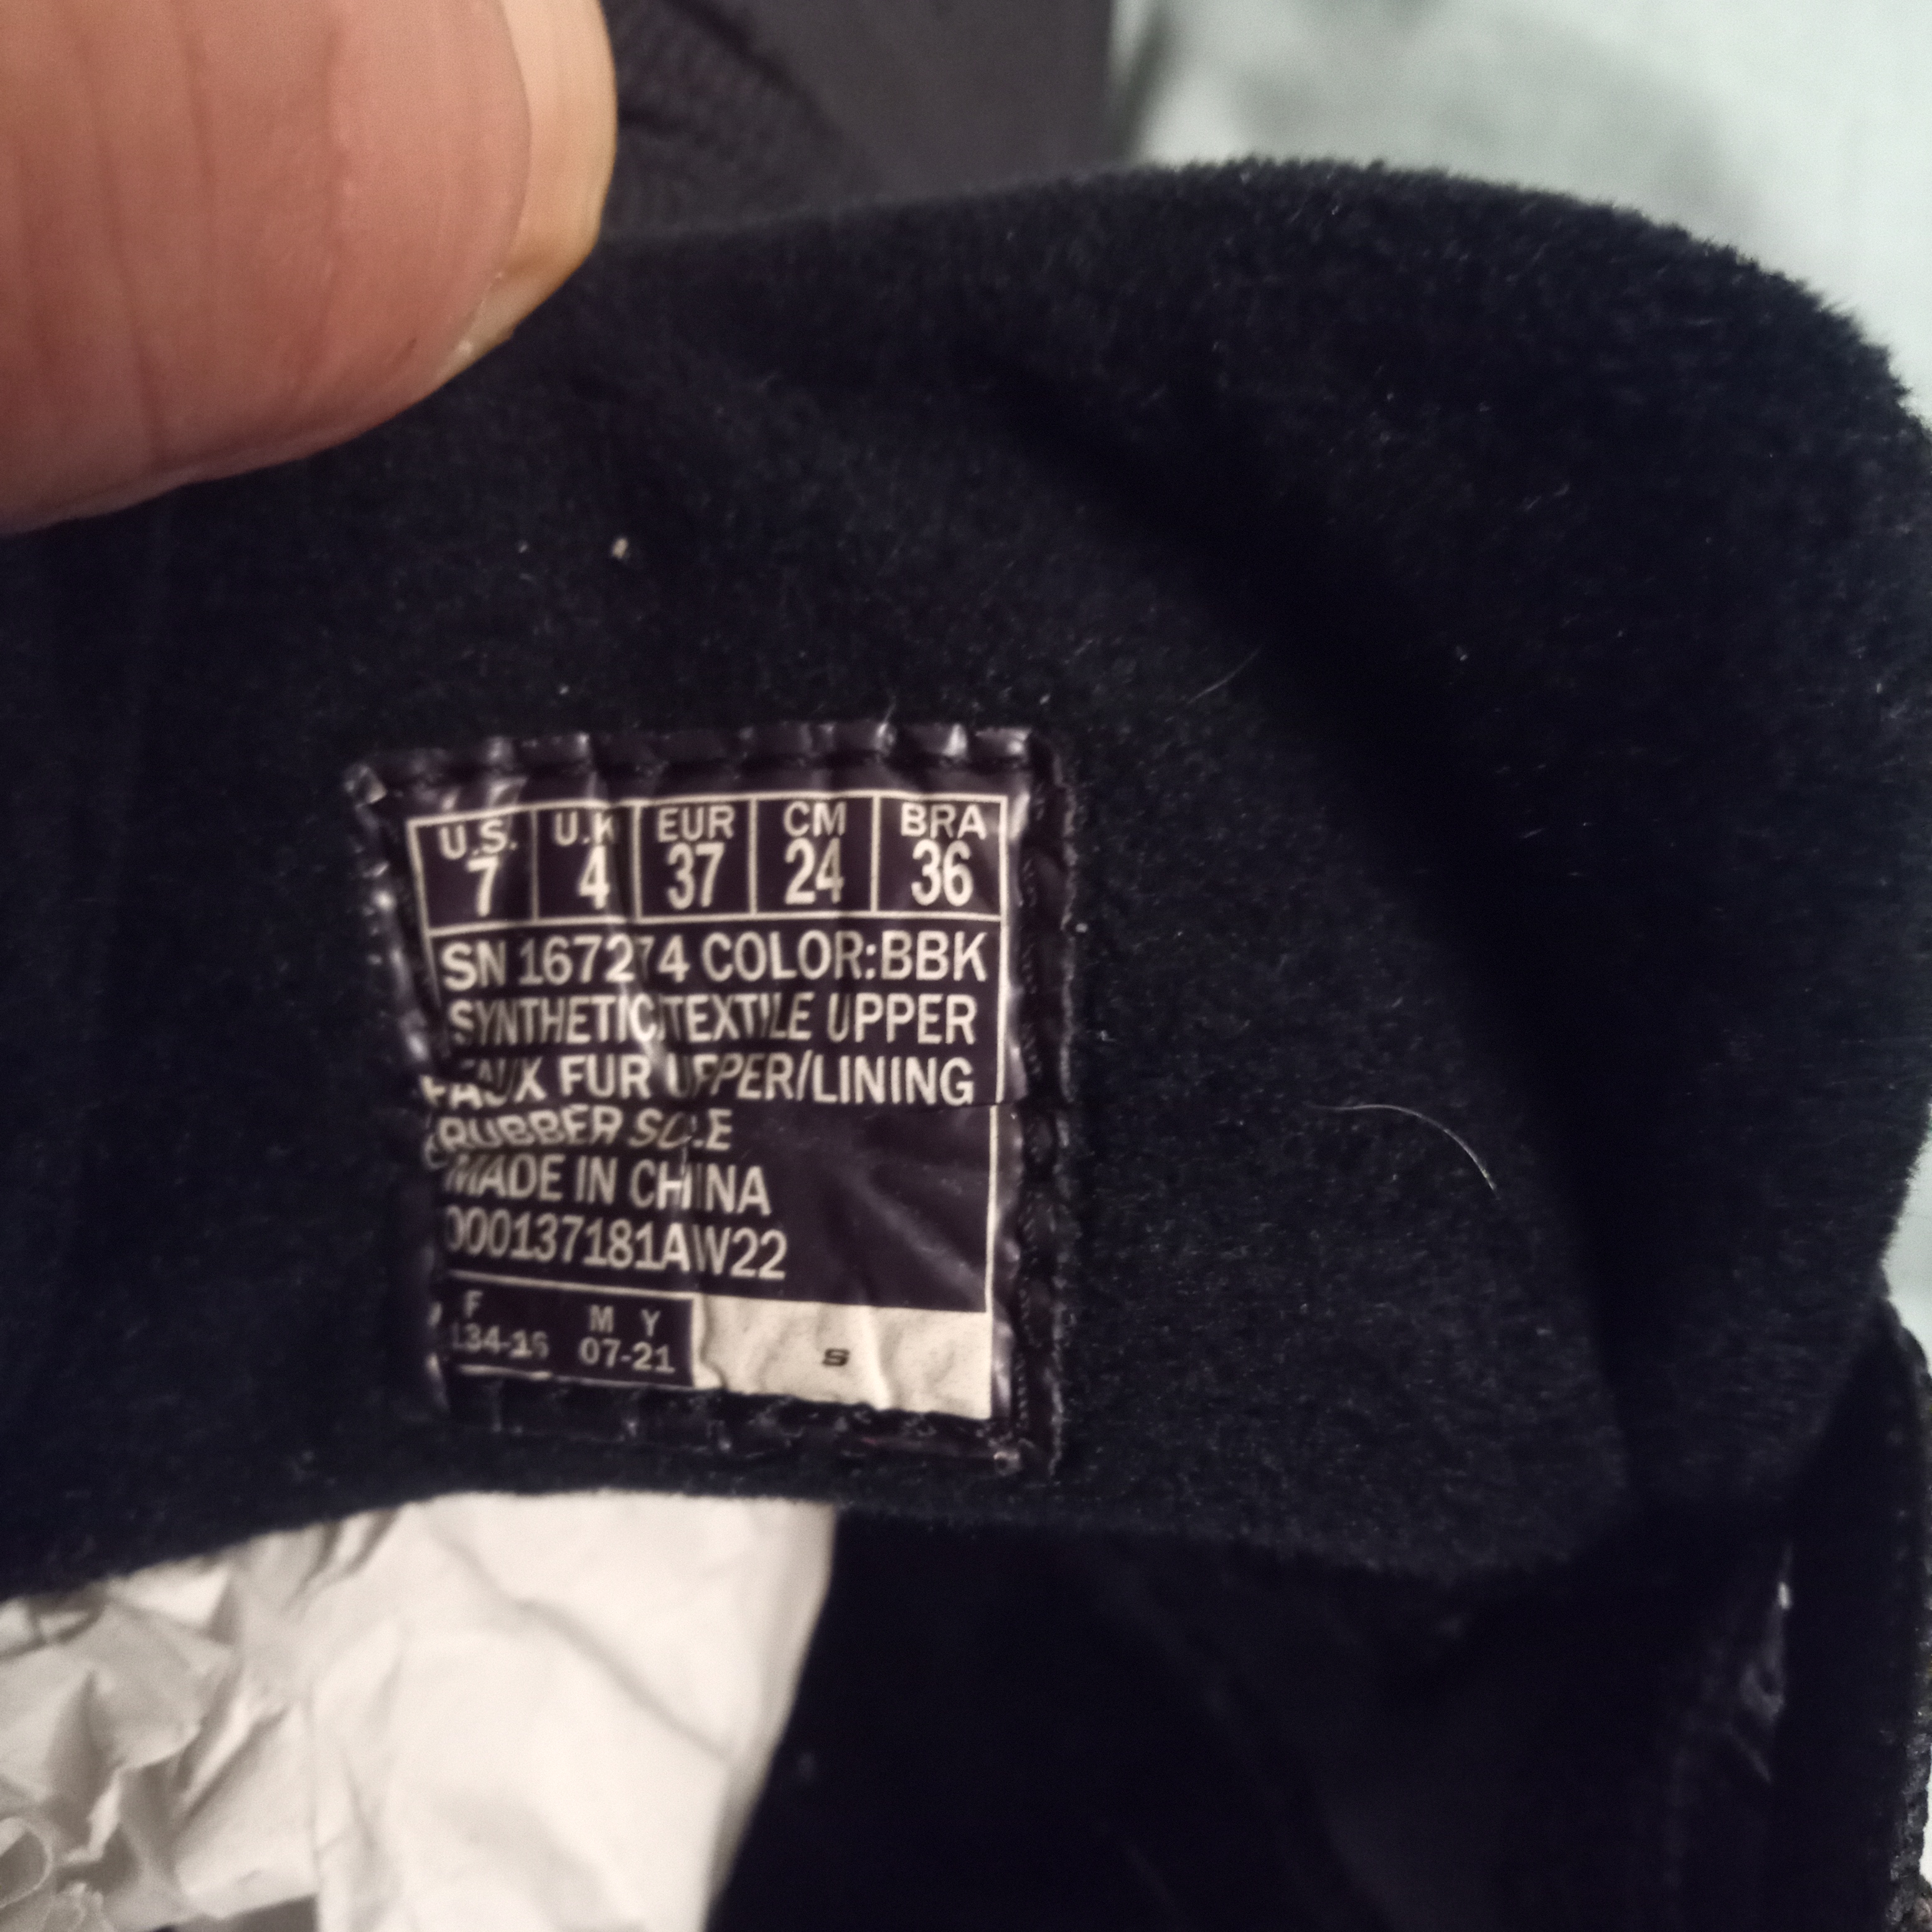 U.S. U.K EUR CM BRA
7 4 37 24 36
SN 167274 COLOR:BBK
SYNTHETIC/TEXTILE UPPER
FAUX FUR UPPER/LINING
RUBBER SOLE
MADE IN CHINA
000137181AW22
F M Y
134-16 07-21
S